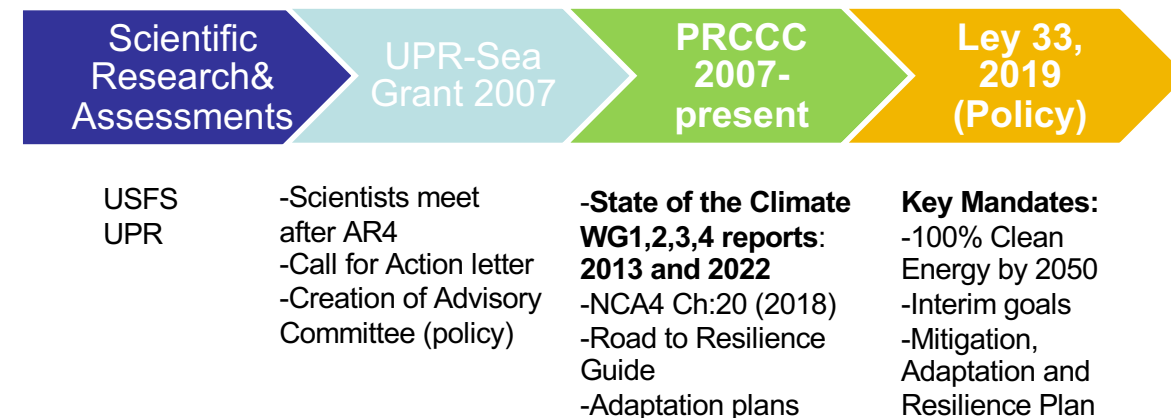 Scientific
Research&
Assessments
UPR-Sea
Grant 2007
PRCCC
2007-
present
Ley 33,
2019
(Policy)
USFS
UPR
-Scientists meet
after AR4
-Call for Action letter
-Creation of Advisory
Committee (policy)
-State of the Climate
WG1,2,3,4 reports:
2013 and 2022
-NCA4 Ch:20 (2018)
-Road to Resilience
Guide
-Adaptation plans
Key Mandates:
-100% Clean
Energy by 2050
-Interim goals
-Mitigation,
Adaptation and
Resilience Plan